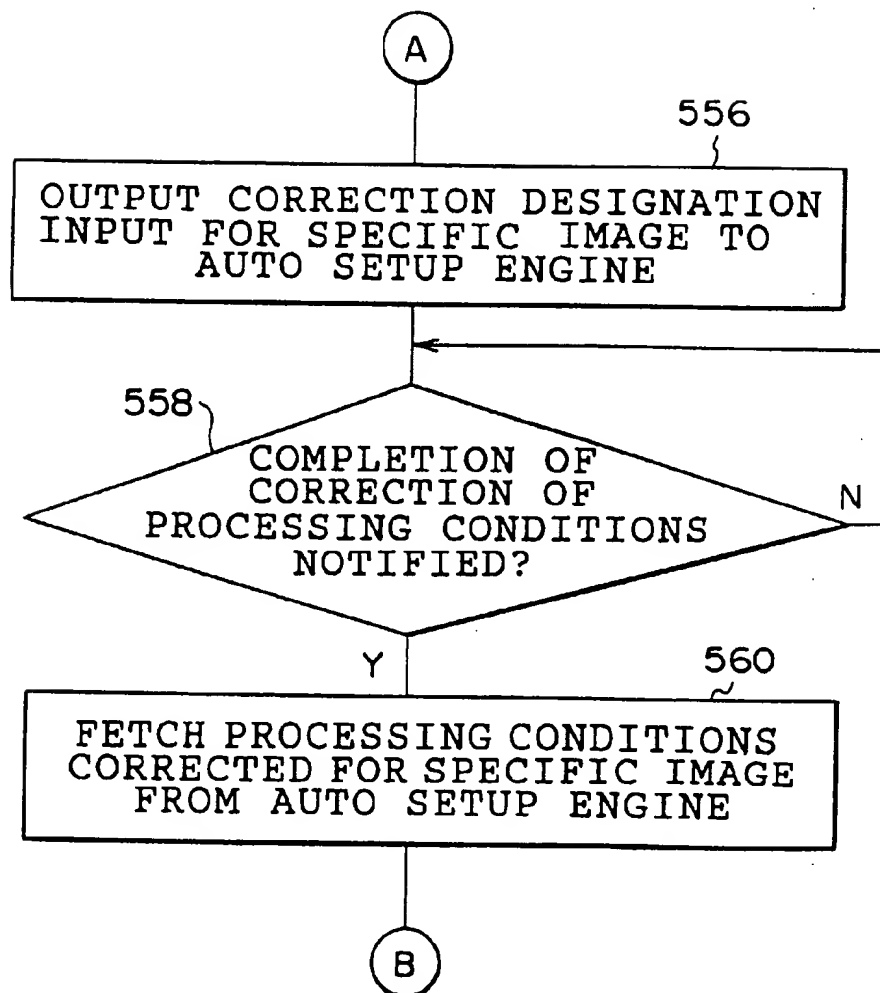 A
556
OUTPUT CORRECTION DESIGNATION
INPUT FOR SPECIFIC IMAGE TO
AUTO SETUP ENGINE
558
COMPLETION OF
CORRECTION OF
PROCESSING CONDITIONS
NOTIFIED?
N
Y
560
FETCH PROCESSING CONDITIONS
CORRECTED FOR SPECIFIC IMAGE
FROM AUTO SETUP ENGINE
B